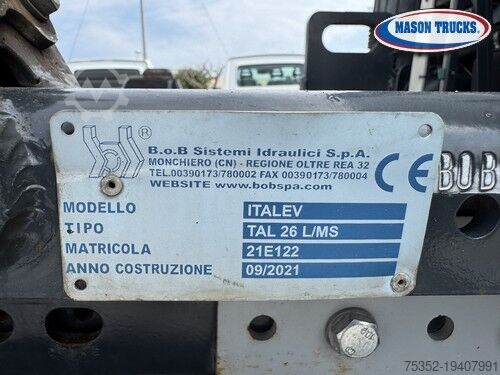 MASON TRUCKS.
®
B.o.B Sistemi Idraulici S.p.A.
MONCHIERO (CN) - REGIONE OLTRE REA 32
TEL.00390173/780002 FAX 00390173/780004
WEBSITE www.bobspa.com
CE
BOB
MODELLO ITALEV
TIPO TAL 26 L/MS
MATRICOLA 21E122
ANNO COSTRUZIONE 09/2021
75352-19407991